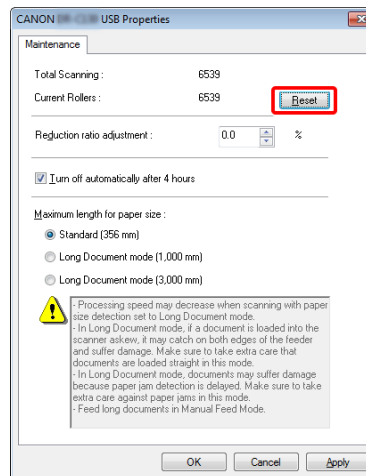 CANON USB Properties
Maintenance
Total Scanning : 6539
Current Rollers : 6539 Reset
Reduction ratio adjustment : 0.0 %
Turn off automatically after 4 hours
Maximum length for paper size :
Standard (356 mm)
Long Document mode (1,000 mm)
Long Document mode (3,000 mm)
- Processing speed may decrease when scanning with paper
size detection set to Long Document mode.
- In Long Document mode, if a document is loaded into the
scanner askew, it may catch on both edges of the feeder
and suffer damage. Make sure to take extra care that
documents are loaded straight in this mode.
- In Long Document mode, documents may suffer damage
because paper jam detection is delayed. Make sure to take
extra care against paper jams in this mode.
- Feed long documents in Manual Feed Mode.
OK Cancel Apply